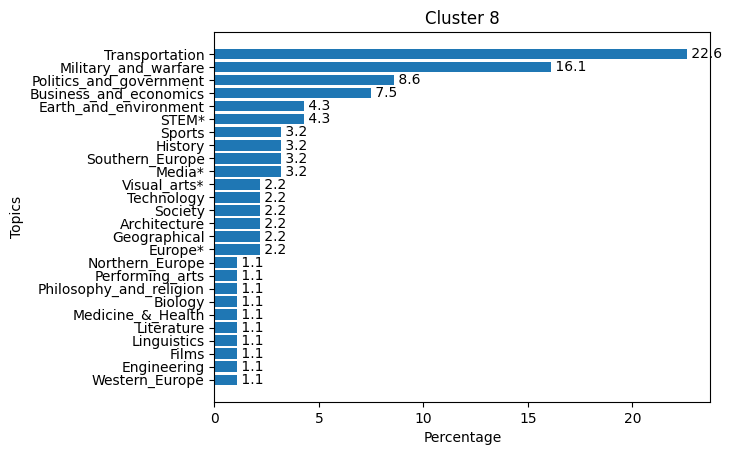 Cluster 8
Topics
Transportation 22.6
Military_and_warfare 16.1
Politics_and_government 8.6
Business_and_economics 7.5
Earth_and_environment 4.3
STEM* 4.3
Sports 3.2
History 3.2
Southern_Europe 3.2
Media* 3.2
Visual_arts* 2.2
Technology 2.2
Society 2.2
Architecture 2.2
Geographical 2.2
Europe* 2.2
Northern_Europe 1.1
Performing_arts 1.1
Philosophy_and_religion 1.1
Biology 1.1
Medicine_&_Health 1.1
Literature 1.1
Linguistics 1.1
Films 1.1
Engineering 1.1
Western_Europe 1.1
0 5 10 15 20
Percentage